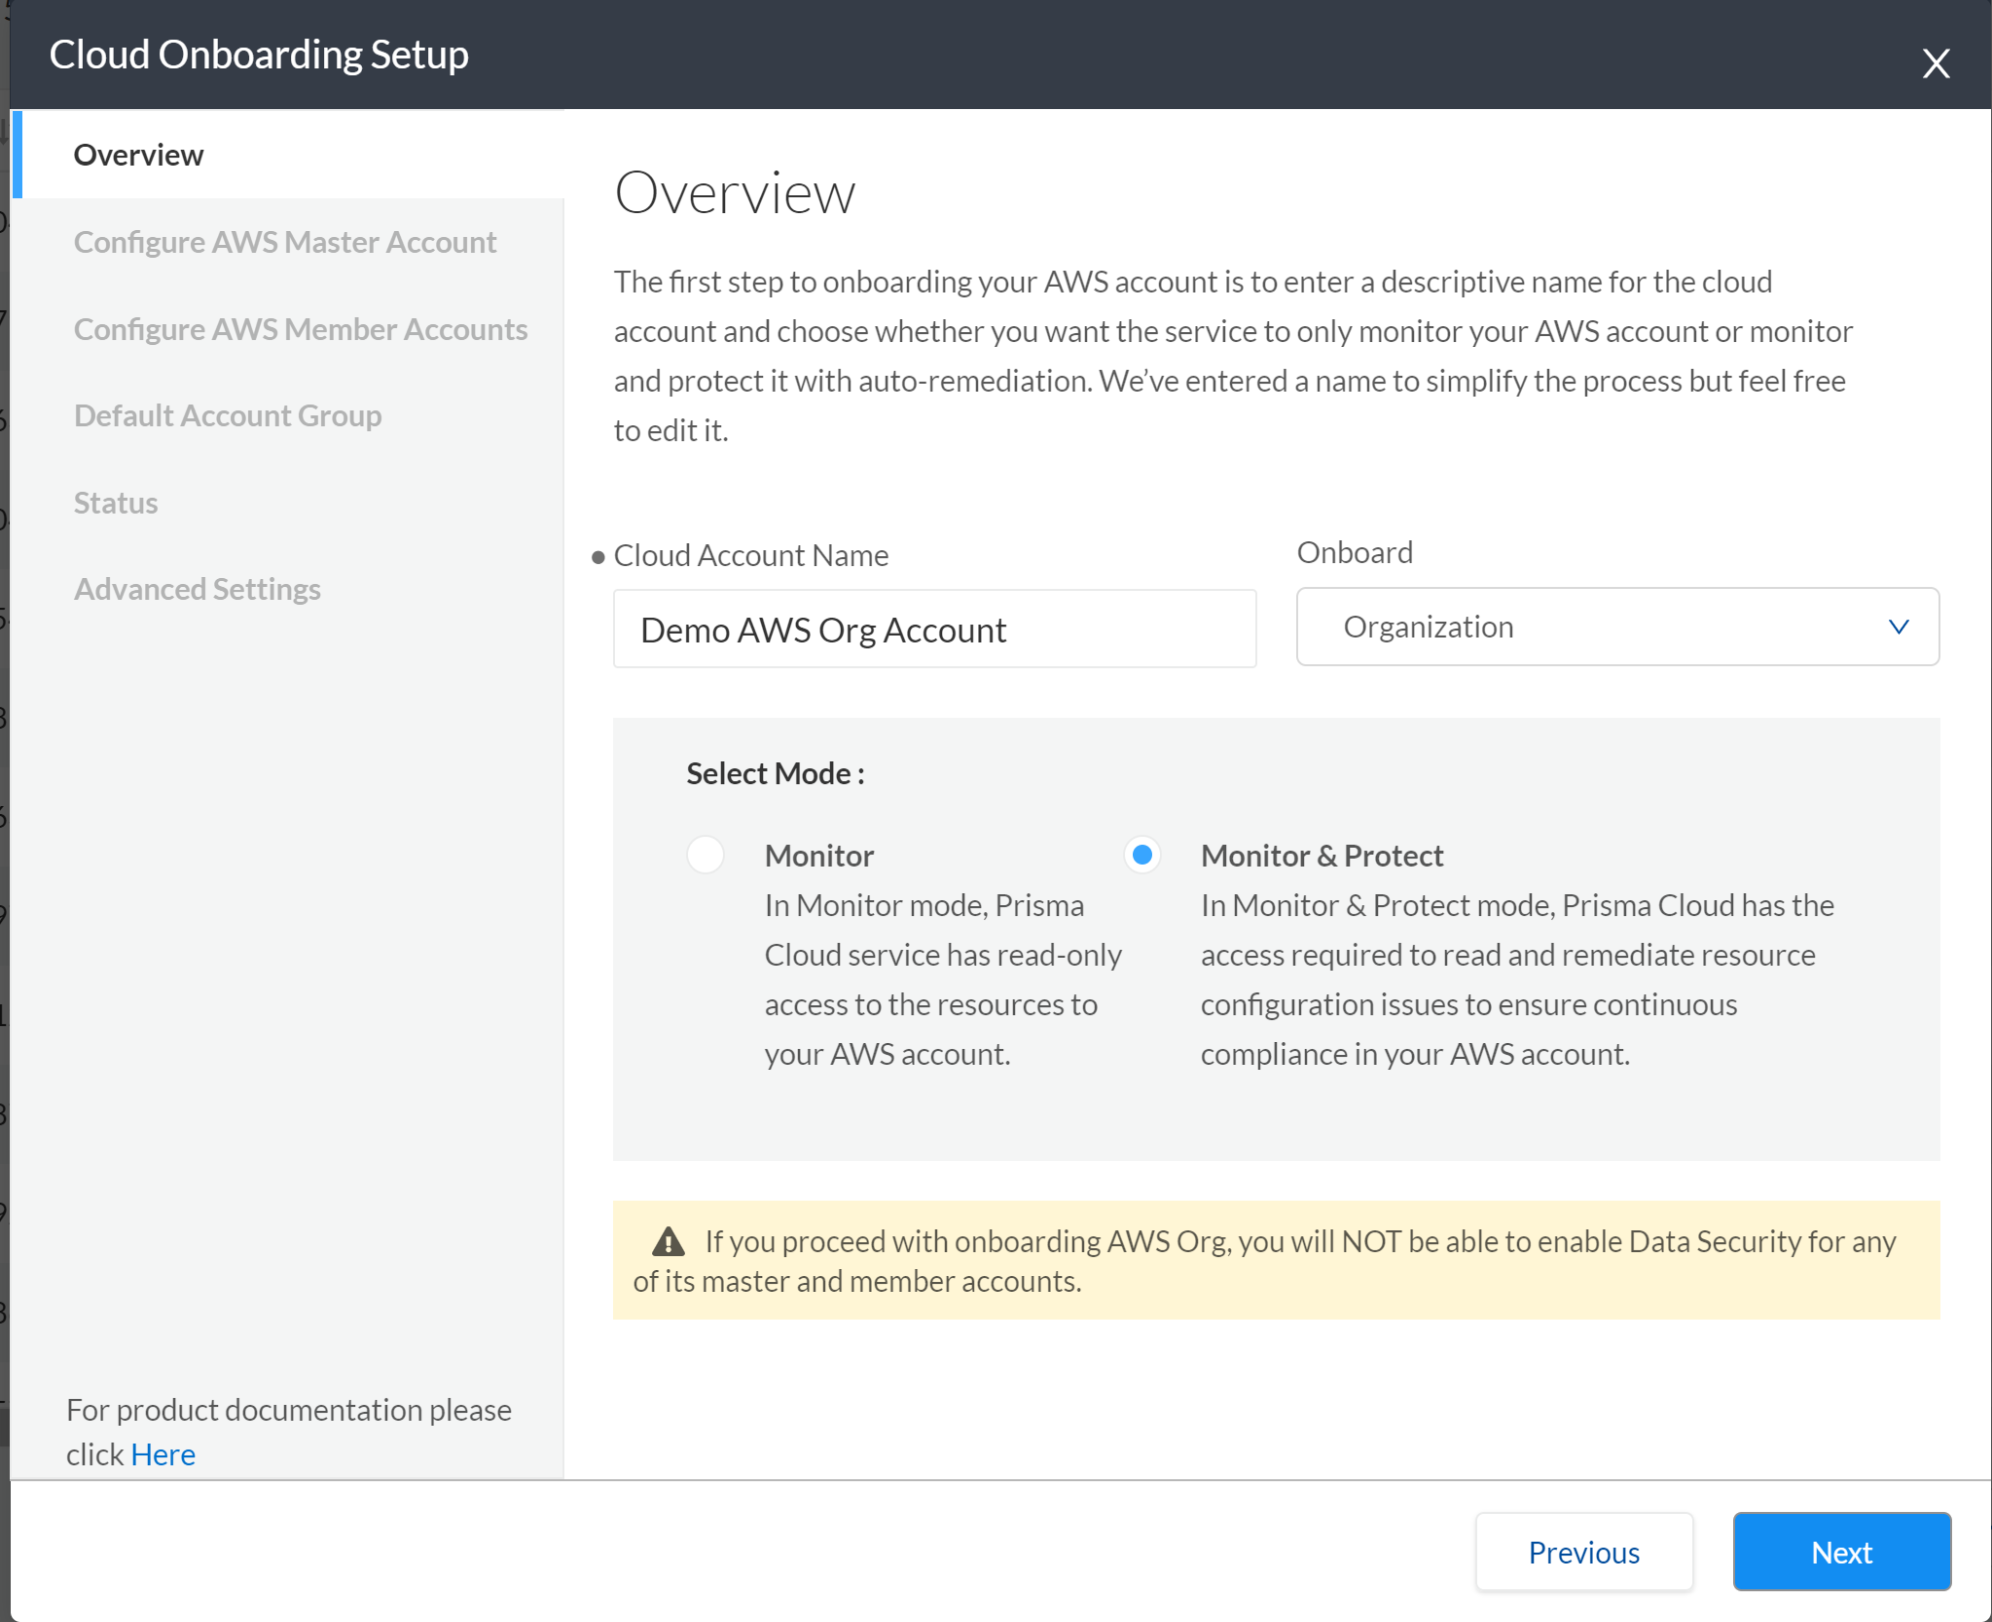 Cloud Onboarding Setup
X
Overview
Configure AWS Master Account
Configure AWS Member Accounts
Default Account Group
Status
Advanced Settings
For product documentation please
click Here
Overview
The first step to onboarding your AWS account is to enter a descriptive name for the cloud
account and choose whether you want the service to only monitor your AWS account or monitor
and protect it with auto-remediation. We’ve entered a name to simplify the process but feel free
to edit it.
Cloud Account Name
Demo AWS Org Account
Onboard
Organization
Select Mode :
Monitor
In Monitor mode, Prisma
Cloud service has read-only
access to the resources to
your AWS account.
Monitor & Protect
In Monitor & Protect mode, Prisma Cloud has the
access required to read and remediate resource
configuration issues to ensure continuous
compliance in your AWS account.
If you proceed with onboarding AWS Org, you will NOT be able to enable Data Security for any
of its master and member accounts.
Previous
Next